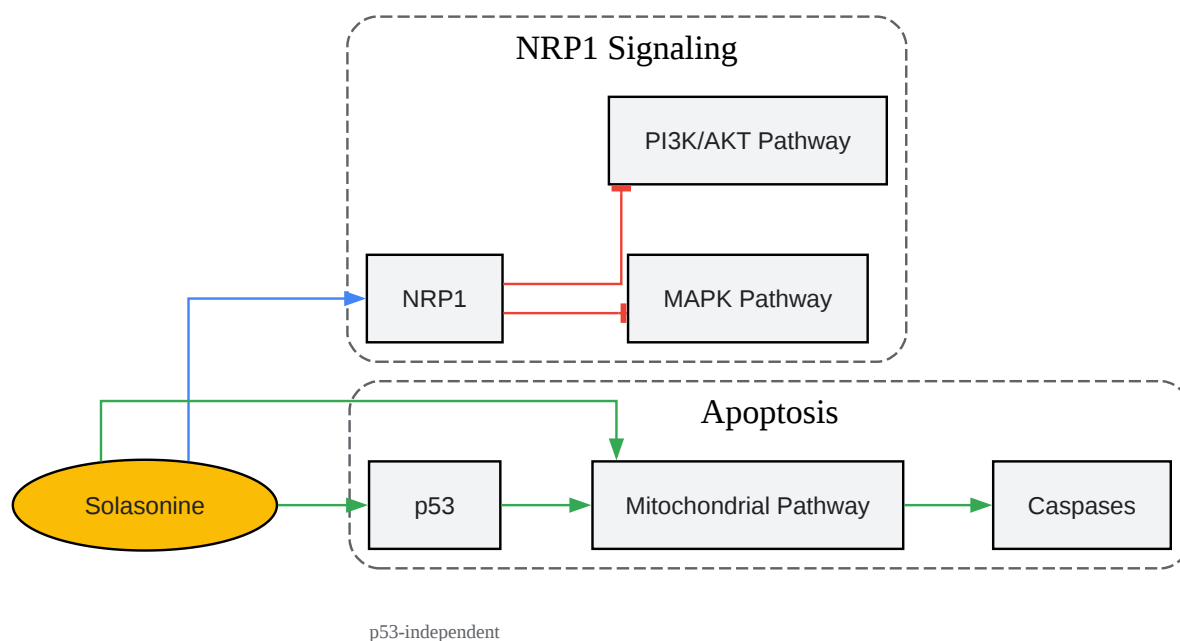 NRP1 Signaling
PI3K/AKT Pathway
NRP1
MAPK Pathway
Apoptosis
Solasonine
p53
Mitochondrial Pathway
Caspases
p53-independent